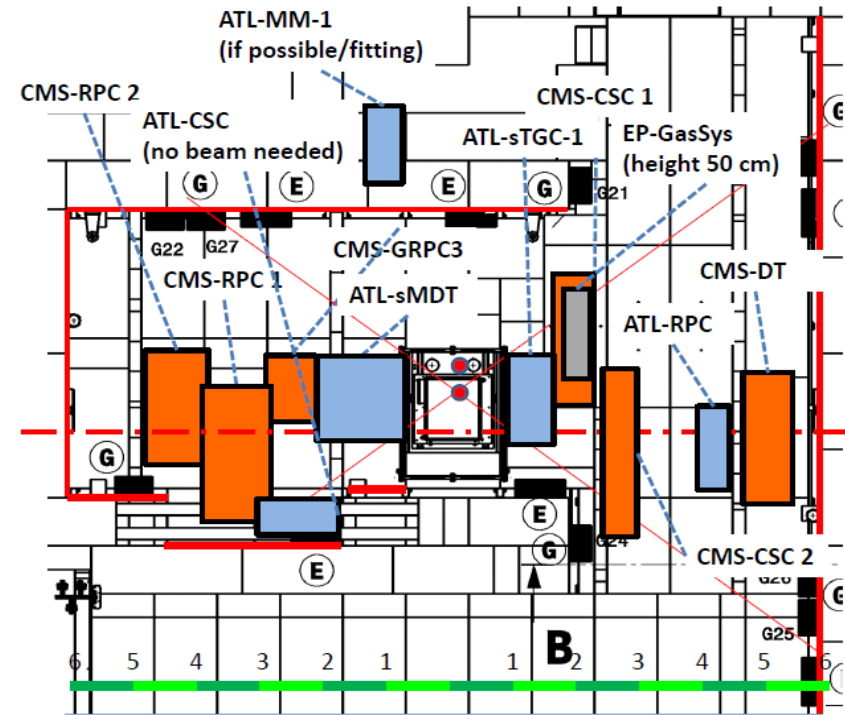 ATL-MM-1
(if possible/fitting)
CMS-RPC 2
ATL-CSC
(no beam needed)
CMS-CSC 1
ATL-sTGC-1
EP-GasSys
(height 50 cm)
G
G
E
E
G
G21
G22
G27
CMS-GRPC3
CMS-RPC 1
ATL-sMDT
CMS-DT
ATL-RPC
G
E
G
G24
E
CMS-CSC 2
G26
G
G25
B
6
5
4
3
2
1
1
2
3
4
5
6